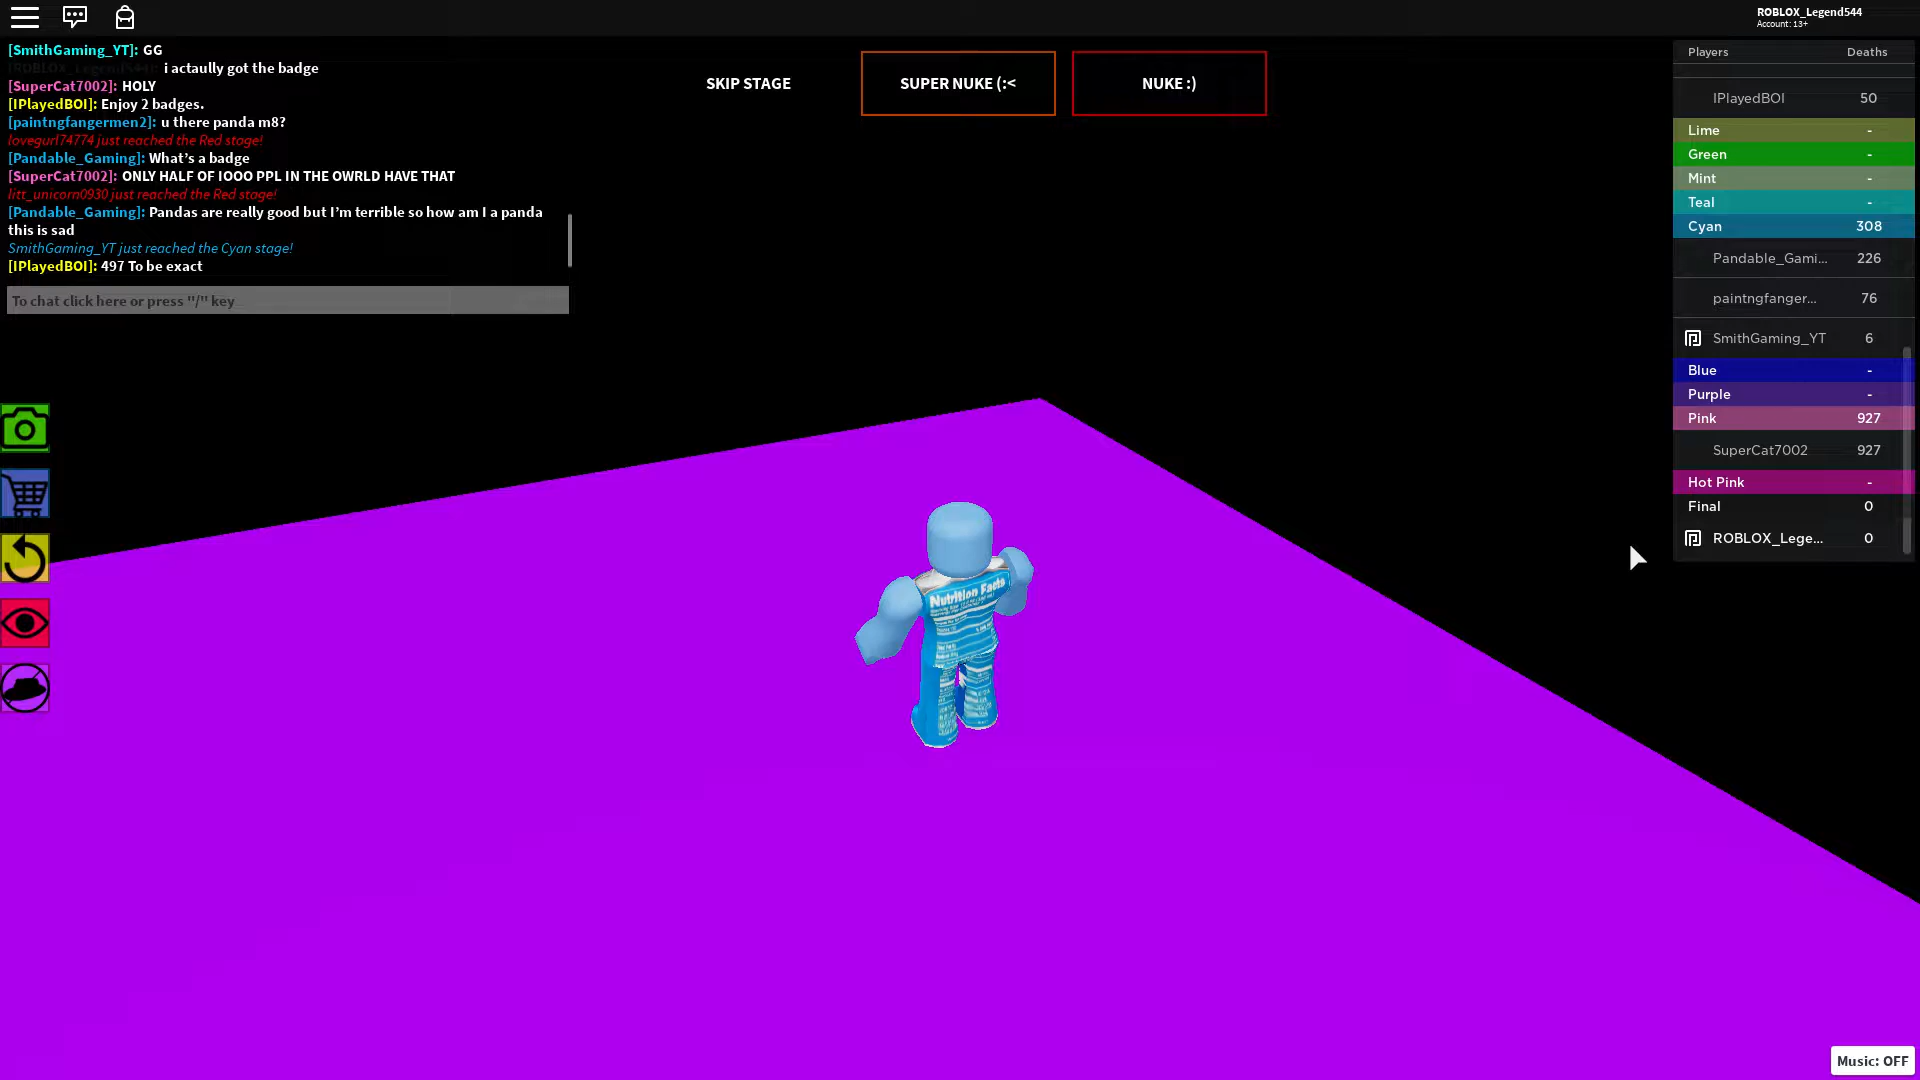 ROBLOX_Legend544
Account: 13+
[SmithGaming_YT]: GG
i actaully got the badge
[SuperCat7002]: HOLY
[IPlayedBOI]: Enjoy 2 badges.
[paintngfangermen2]: u there panda m8?
lovegurl74774 just reached the Red stage!
[Pandable_Gaming]: What's a badge
[SuperCat7002]: ONLY HALF OF IOOO PPL IN THE OWRLD HAVE THAT
litt_unicorn0930 just reached the Red stage!
[Pandable_Gaming]: Pandas are really good but I'm terrible so how am I a panda
this is sad
SmithGaming_YT just reached the Cyan stage!
[IPlayedBOI]: 497 To be exact
To chat click here or press "/" key
SKIP STAGE
SUPER NUKE (:<
NUKE :)
Players Deaths
IPlayedBOI 50
Lime -
Green -
Mint -
Teal -
Cyan 308
Pandable_Gami... 226
paintngfanger... 76
SmithGaming_YT 6
Blue -
Purple -
Pink 927
SuperCat7002 927
Hot Pink -
Final 0
ROBLOX_Lege... 0
Nutrition Facts
Music: OFF